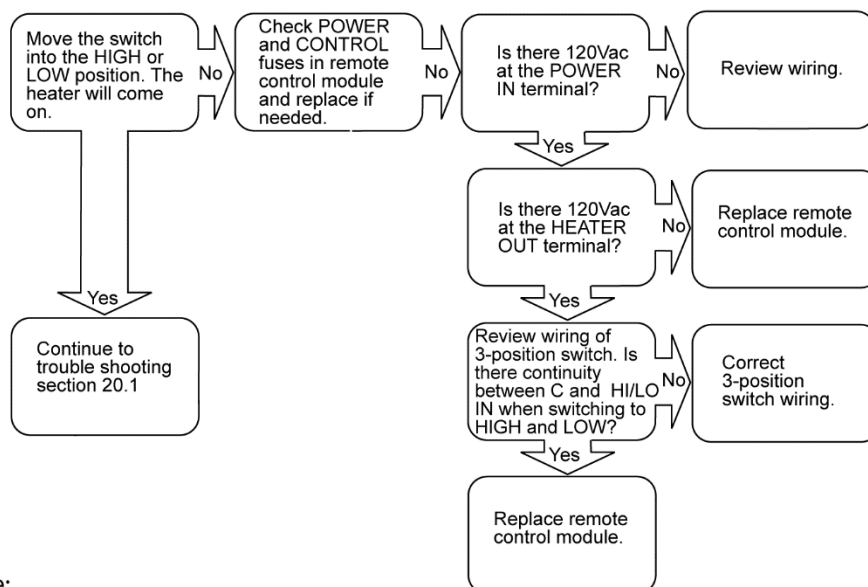 Move the switch
into the HIGH or
LOW position. The
heater will come
on.
No
Check POWER
and CONTROL
fuses in remote
control module
and replace if
needed.
No
Is there 120Vac
at the POWER
IN terminal?
No
Review wiring.
Yes
Is there 120Vac
at the HEATER
OUT terminal?
No
Replace remote
control module.
Yes
Continue to
trouble shooting
section 20.1
Yes
Review wiring of
3-position switch. Is
there continuity
between C and HI/LO
IN when switching to
HIGH and LOW?
No
Correct
3-position
switch wiring.
Yes
Replace remote
control module.